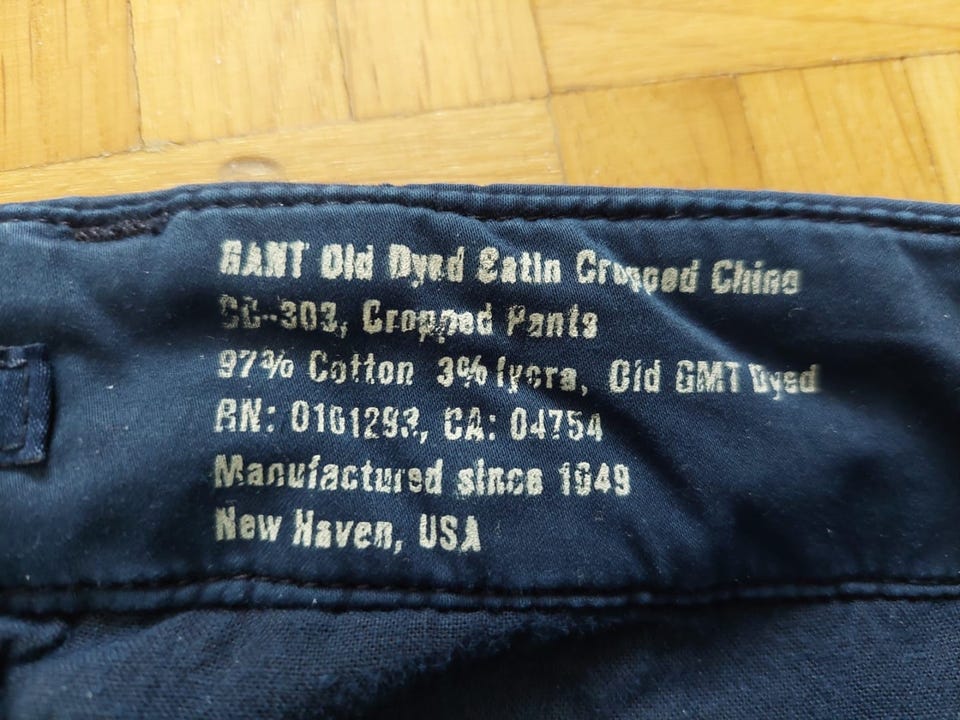 GANT Old Dyed Satin Cropped Chino
CC-303, Cropped Pants
97% Cotton 3% lycra, Old GMT Dyed
RN: 0101293, CA: 04754
Manufactured since 1949
New Haven, USA